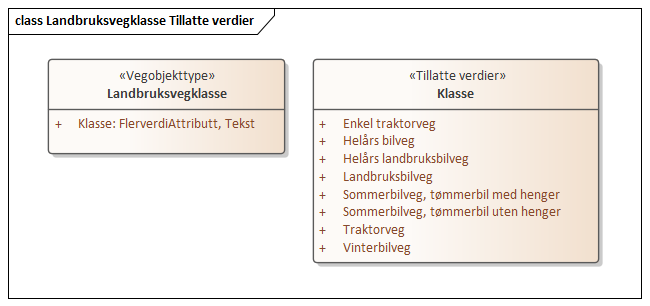 class Landbruksvegklasse Tillatte verdier
«Vegobjekttype»
Landbruksvegklasse
+ Klasse: FlerverdiAttributt, Tekst
«Tillatte verdier»
Klasse
+ Enkel traktorveg
+ Helårs bilveg
+ Helårs landbruksbilveg
+ Landbruksbilveg
+ Sommerbilveg, tømmerbil med henger
+ Sommerbilveg, tømmerbil uten henger
+ Traktorveg
+ Vinterbilveg